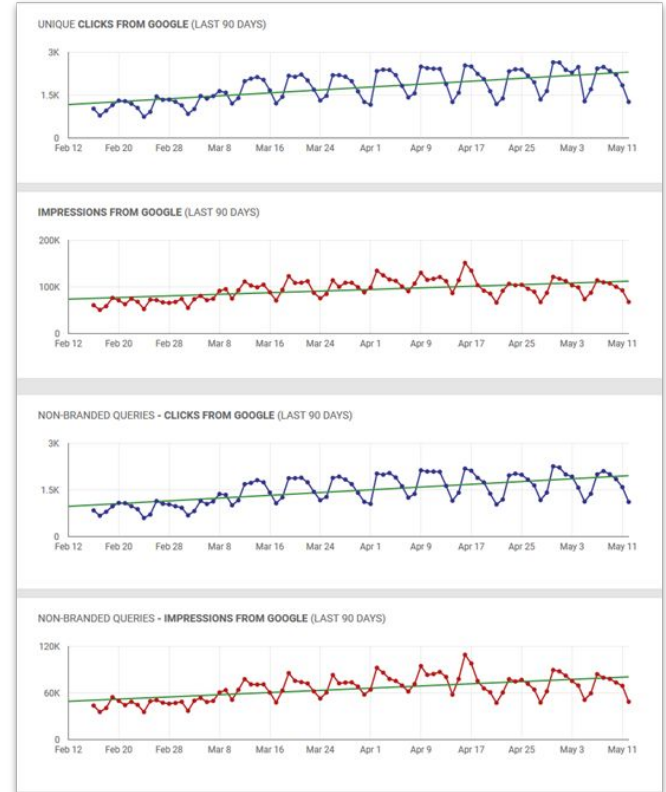 UNIQUE CLICKS FROM GOOGLE (LAST 90 DAYS)
3K
1.5K
0
Feb 12 Feb 20 Feb 28 Mar 8 Mar 16 Mar 24 Apr 1 Apr 9 Apr 17 Apr 25 May 3 May 11
IMPRESSIONS FROM GOOGLE (LAST 90 DAYS)
200K
100K
0
Feb 12 Feb 20 Feb 28 Mar 8 Mar 16 Mar 24 Apr 1 Apr 9 Apr 17 Apr 25 May 3 May 11
NON-BRANDED QUERIES - CLICKS FROM GOOGLE (LAST 90 DAYS)
3K
1.5K
0
Feb 12 Feb 20 Feb 28 Mar 8 Mar 16 Mar 24 Apr 1 Apr 9 Apr 17 Apr 25 May 3 May 11
NON-BRANDED QUERIES - IMPRESSIONS FROM GOOGLE (LAST 90 DAYS)
120K
60K
0
Feb 12 Feb 20 Feb 28 Mar 8 Mar 16 Mar 24 Apr 1 Apr 9 Apr 17 Apr 25 May 3 May 11